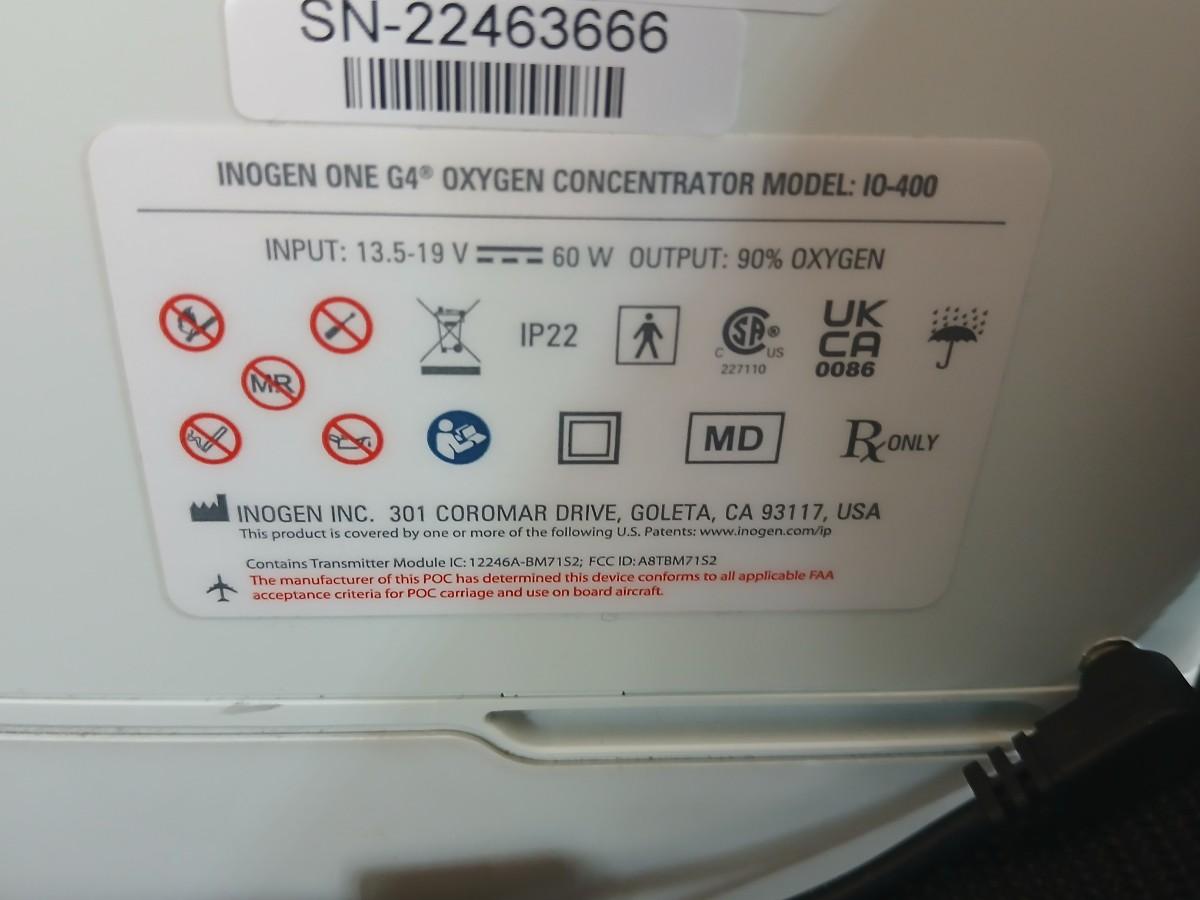 SN-22463666
INOGEN ONE G4® OXYGEN CONCENTRATOR MODEL: IO-400
INPUT: 13.5-19 V 60 W OUTPUT: 90% OXYGEN
IP22
SA®
C US
227110
UK
CA
0086
MR
MD
Rx ONLY
INOGEN INC. 301 COROMAR DRIVE, GOLETA, CA 93117, USA
This product is covered by one or more of the following U.S. Patents: www.inogen.com/ip
Contains Transmitter Module IC: 12246A-BM71S2; FCC ID: A8TBM71S2
The manufacturer of this POC has determined this device conforms to all applicable FAA
acceptance criteria for POC carriage and use on board aircraft.